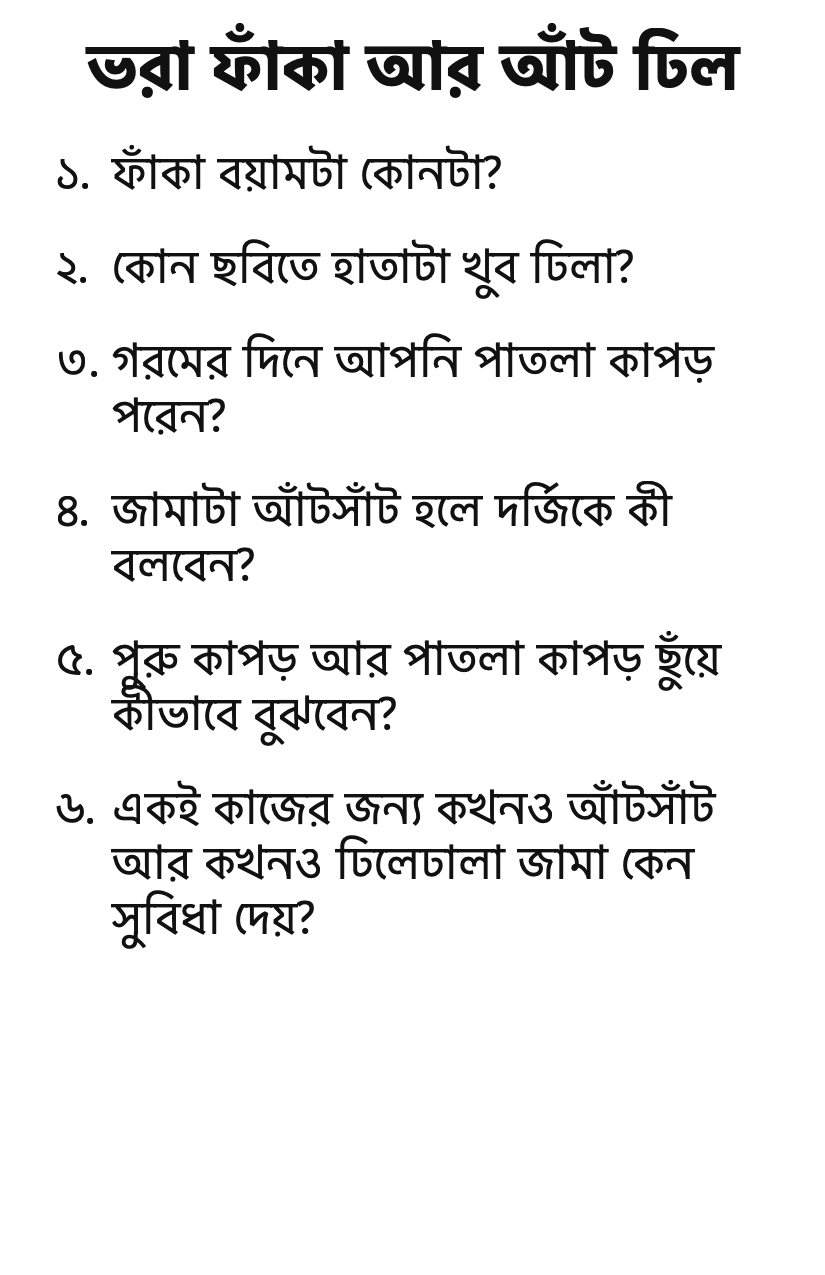 ভরা ফাঁকা আর আঁট ঢিল
১. ফাঁকা বয়ামটা কোনটা?
২. কোন ছবিতে হাতাটা খুব ঢিলা?
৩. গরমের দিনে আপনি পাতলা কাপড়
পরেন?
৪. জামাটা আঁটসাঁট হলে দর্জিকে কী
বলবেন?
৫. পুরু কাপড় আর পাতলা কাপড় ছুঁয়ে
কীভাবে বুঝবেন?
৬. একই কাজের জন্য কখনও আঁটসাঁট
আর কখনও ঢিলেঢালা জামা কেন
সুবিধা দেয়?